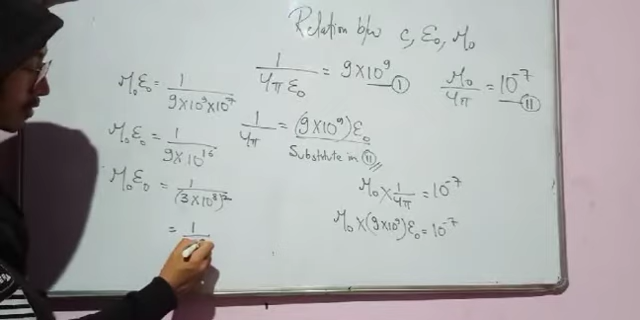 Relation b/w c, ε₀, μ₀
1/4πε₀ = 9×10⁹ — I
μ₀/4π = 10⁻⁷ — II
1/4π = (9×10⁹)ε₀
Substitute in II
μ₀ × 1/4π = 10⁻⁷
μ₀ × (9×10⁹)ε₀ = 10⁻⁷
μ₀ε₀ = 1/9×10⁹×10⁷
μ₀ε₀ = 1/9×10¹⁶
μ₀ε₀ = 1/(3×10⁸)²
= 1/